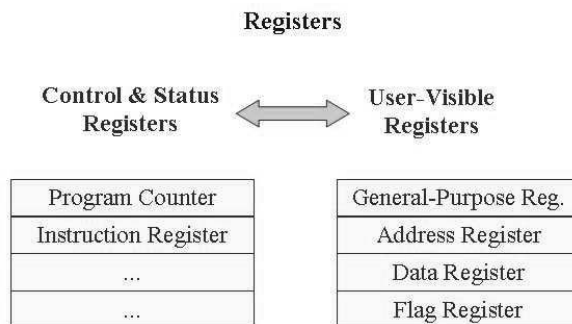 Registers
Control & Status
Registers
User-Visible
Registers
Program Counter
Instruction Register
...
...
General-Purpose Reg.
Address Register
Data Register
Flag Register